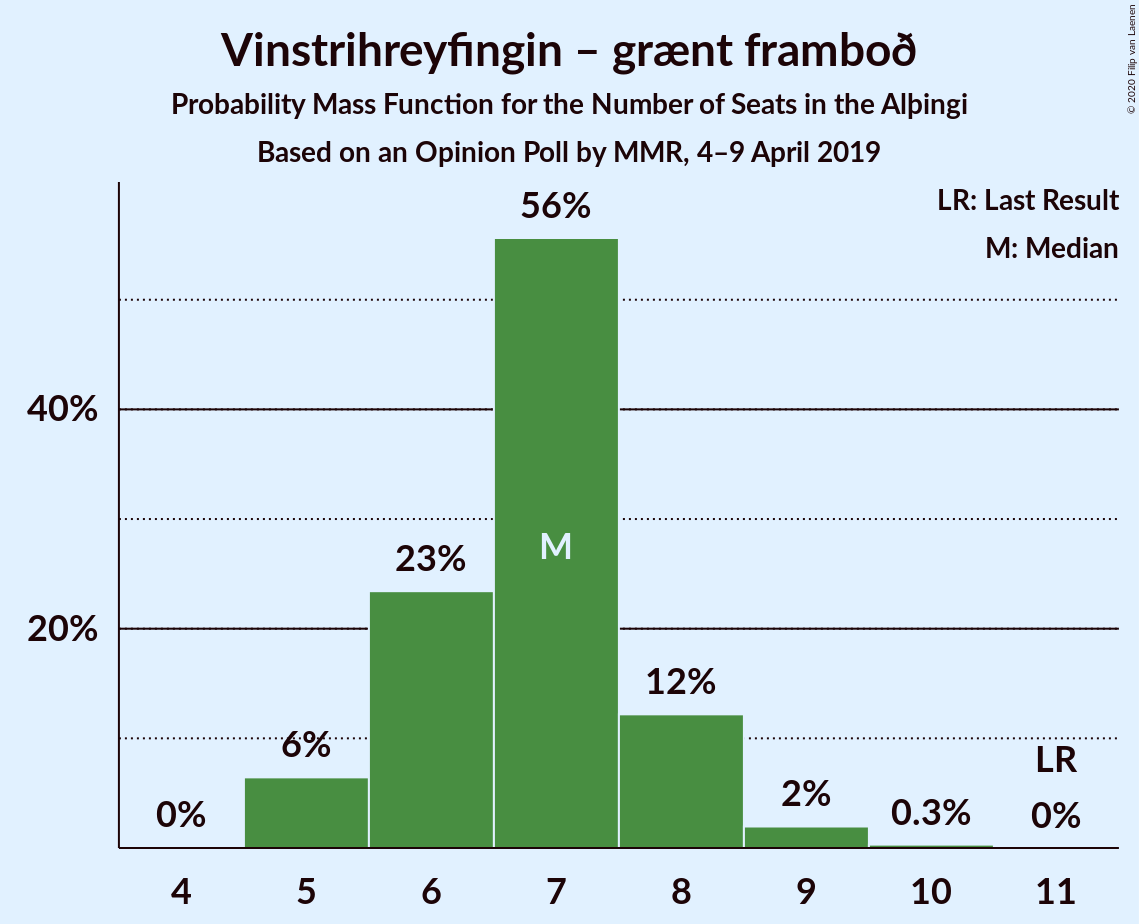 Vinstrihreyfingin – grænt framboð
Probability Mass Function for the Number of Seats in the Alþingi
Based on an Opinion Poll by MMR, 4–9 April 2019
© 2020 Filip van Laenen
LR: Last Result
M: Median
56%
40%
23%
M
20%
12%
6%
LR
2%
0%
0.3%
0%
4 5 6 7 8 9 10 11